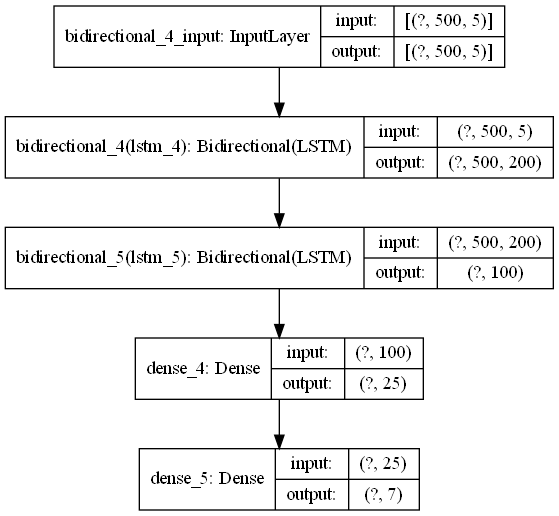 bidirectional_4_input: InputLayer
input: [(?, 500, 5)]
output: [(?, 500, 5)]
bidirectional_4(lstm_4): Bidirectional(LSTM)
input: (?, 500, 5)
output: (?, 500, 200)
bidirectional_5(lstm_5): Bidirectional(LSTM)
input: (?, 500, 200)
output: (?, 100)
dense_4: Dense
input: (?, 100)
output: (?, 25)
dense_5: Dense
input: (?, 25)
output: (?, 7)